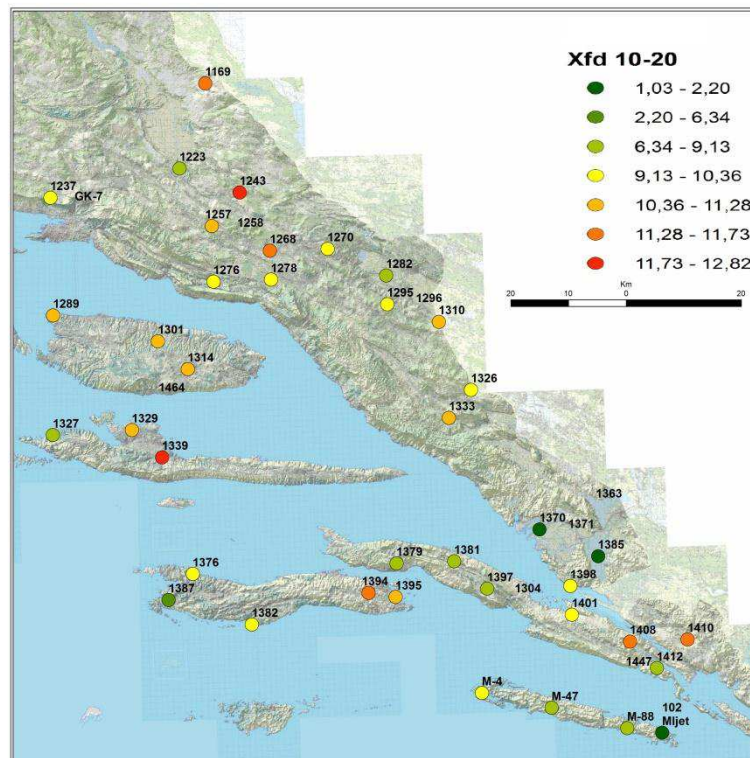 Xfd 10-20
1,03 - 2,20
2,20 - 6,34
6,34 - 9,13
9,13 - 10,36
10,36 - 11,28
11,28 - 11,73
11,73 - 12,82
Km
20 10 0 20
1169
1223
1237
GK-7
1243
1257
1258
1268
1270
1276
1278
1282
1295
1296
1310
1289
1301
1314
1464
1326
1333
1327
1329
1339
1363
1370
1371
1385
1376
1379
1381
1387
1394
1395
1397
1304
1398
1401
1382
1408
1410
1447
1412
M-4
M-47
M-88
102
Mljet